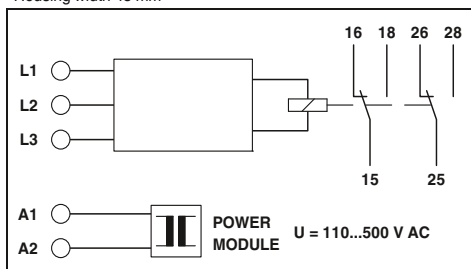 Housing width 45 mm
16 18 26 28
L1
L2
L3
15 25
A1
A2
POWER
MODULE
U = 110...500 V AC